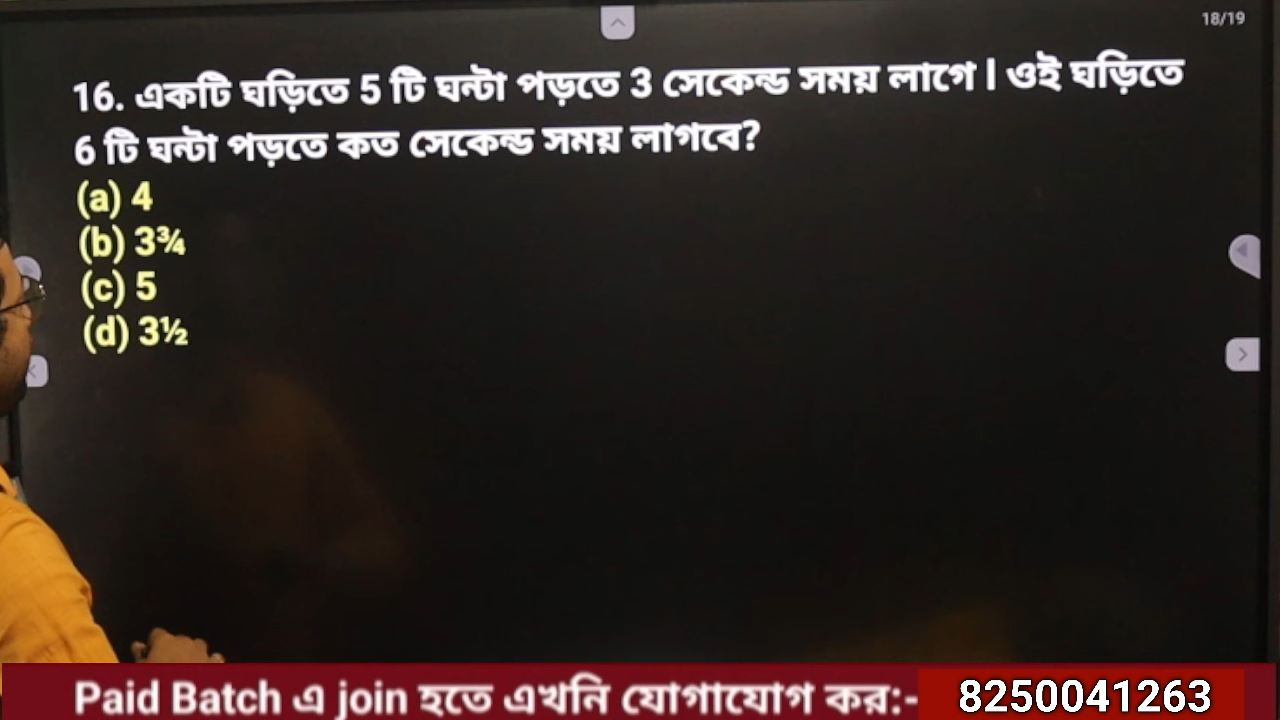 18/19
16. একটি ঘড়িতে 5 টি ঘন্টা পড়তে 3 সেকেন্ড সময় লাগে | ওই ঘড়িতে
6 টি ঘন্টা পড়তে কত সেকেন্ড সময় লাগবে?
(a) 4
(b) 3¾
(c) 5
(d) 3½
Paid Batch এ join হতে এখনি যোগাযোগ কর:- 8250041263